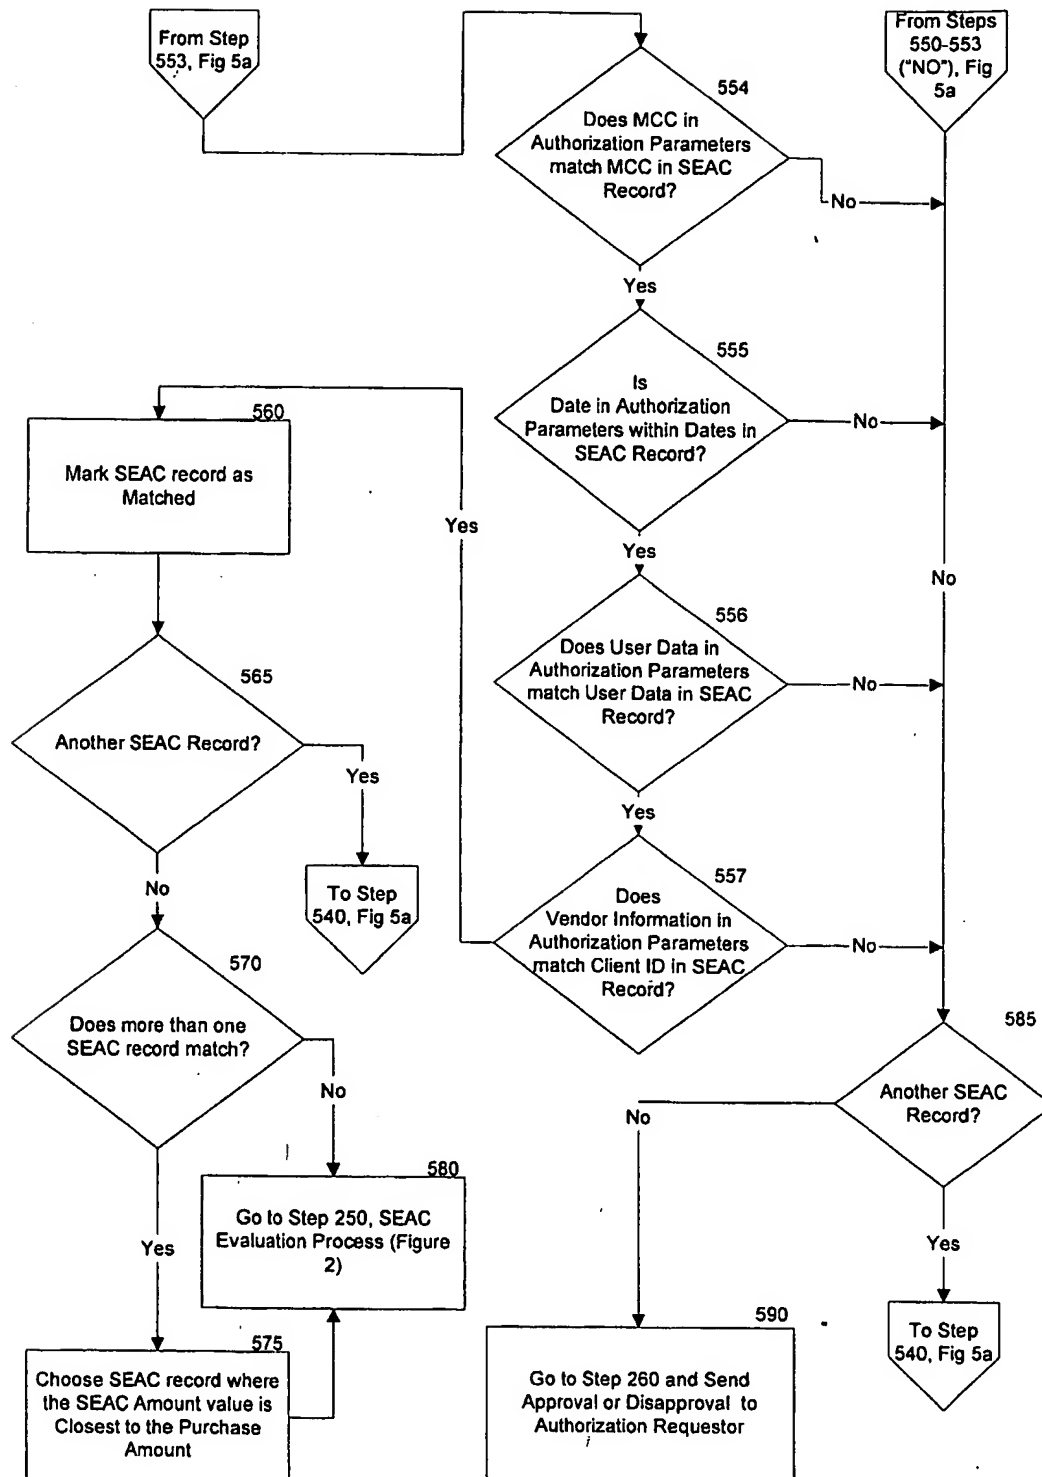 From Step
553, Fig 5a
From Steps
550-553
("NO"), Fig
5a
554
Does MCC in
Authorization Parameters
match MCC in SEAC
Record?
No
Yes
555
Is
Date in Authorization
Parameters within Dates in
SEAC Record?
No
Yes
No
556
Does User Data in
Authorization Parameters
match User Data in SEAC
Record?
No
Yes
557
Does
Vendor Information in
Authorization Parameters
match Client ID in SEAC
Record?
No
Yes
560
Mark SEAC record as
Matched
565
Another SEAC Record?
Yes
To Step
540, Fig 5a
No
570
Does more than one
SEAC record match?
No
Yes
580
Go to Step 250, SEAC
Evaluation Process (Figure
2)
575
Choose SEAC record where
the SEAC Amount value is
Closest to the Purchase
Amount
585
Another SEAC
Record?
No
Yes
To Step
540, Fig 5a
590
Go to Step 260 and Send
Approval or Disapproval to
Authorization Requestor